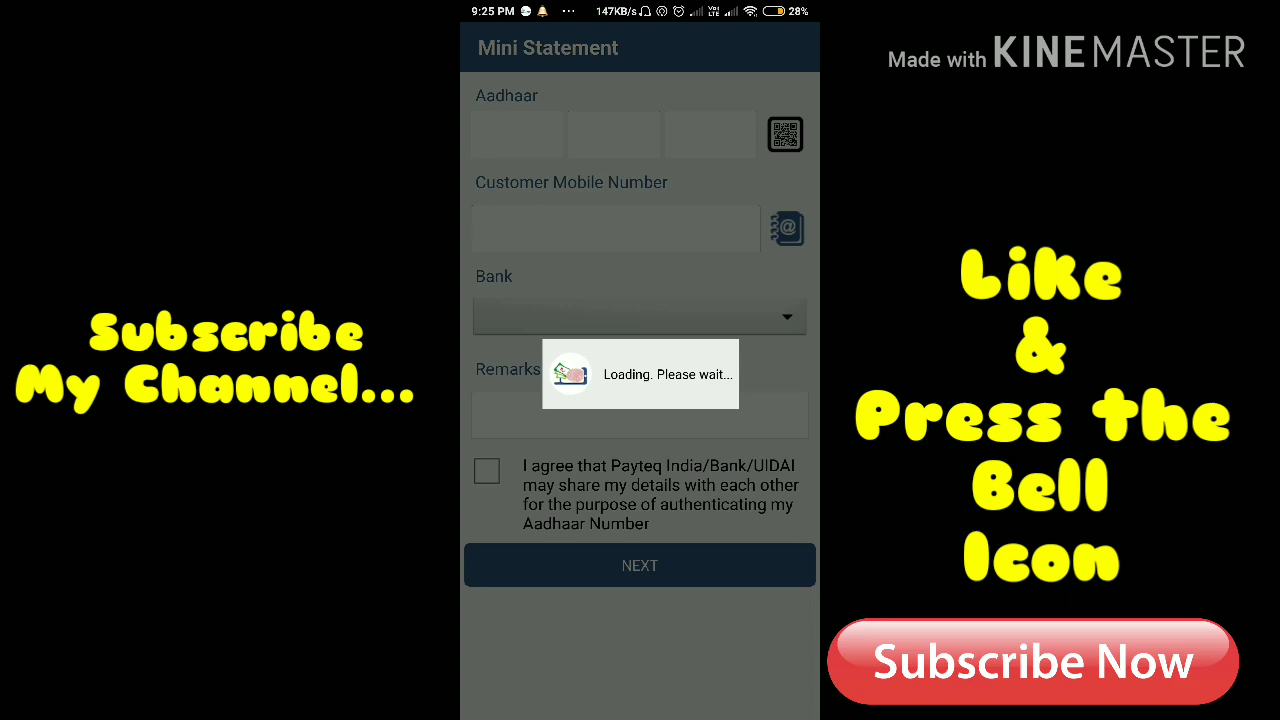 9:25 PM ... 147KB/s Vo) LTE 28%
Mini Statement
Made with KINEMASTER
Aadhaar
Customer Mobile Number
Bank
Remarks
Loading. Please wait...
I agree that Payteq India/Bank/UIDAI
may share my details with each other
for the purpose of authenticating my
Aadhaar Number
NEXT
Subscribe
My Channel...
Like
&
Press the
Bell
Icon
Subscribe Now